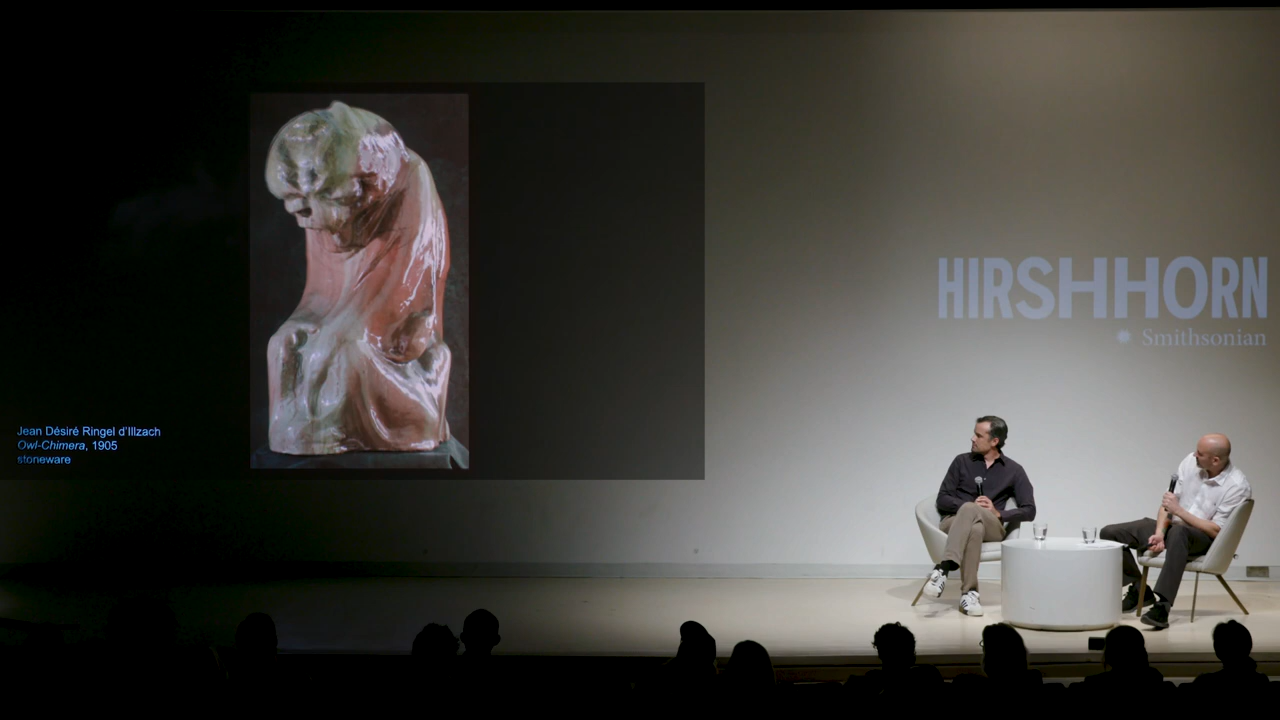 HIRSHHORN
Smithsonian
Jean Désiré Ringel d'Illzach
Owl-Chimera, 1905
stoneware